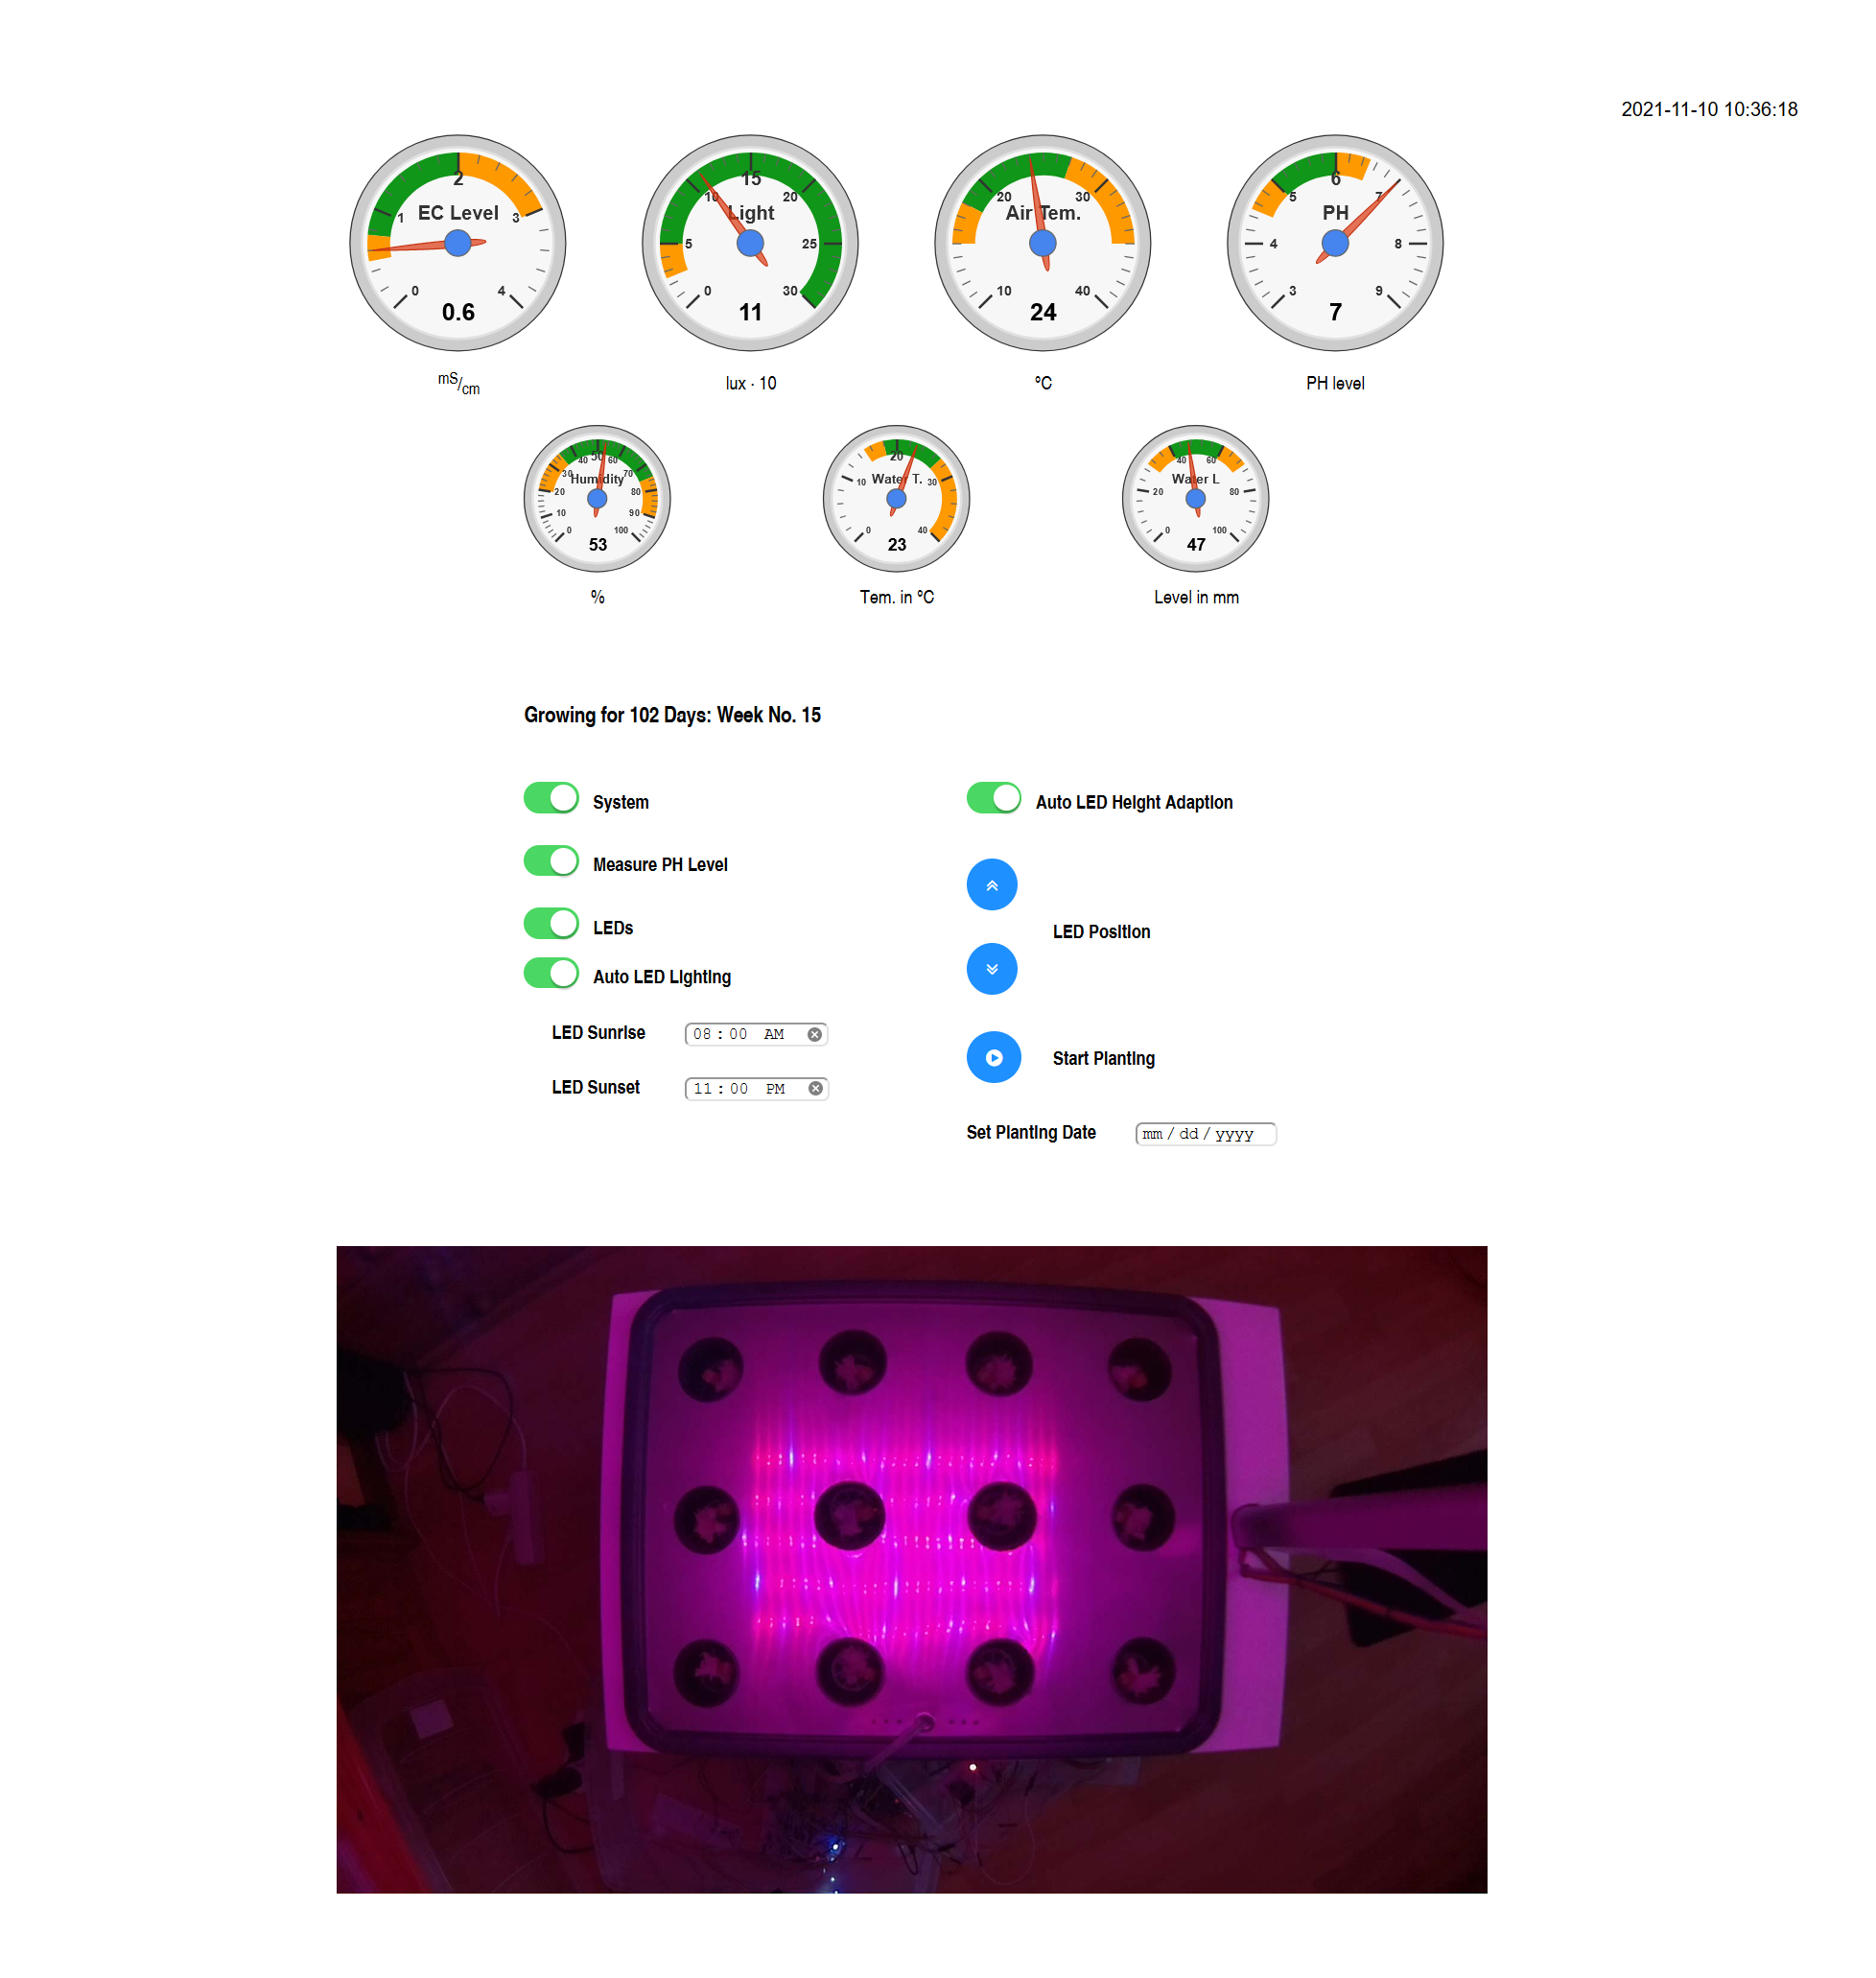 2021-11-10 10:36:18
EC Level
0 1 2 3 4
0.6
mS/cm
Light
0 5 10 15 20 25 30
11
lux · 10
Air Tem.
10 20 30 40
24
°C
PH
3 4 5 6 7 8 9
7
PH level
Humidity
0 10 20 30 40 50 60 70 80 90 100
53
%
Water T.
0 10 20 30 40
23
Tem. in °C
Water L
0 20 40 60 80 100
47
Level in mm
Growing for 102 Days: Week No. 15
System
Auto LED Height Adaption
Measure PH Level
LEDs
LED Position
Auto LED Lighting
LED Sunrise 08:00 AM
Start Planting
LED Sunset 11:00 PM
Set Planting Date mm/dd/yyyy